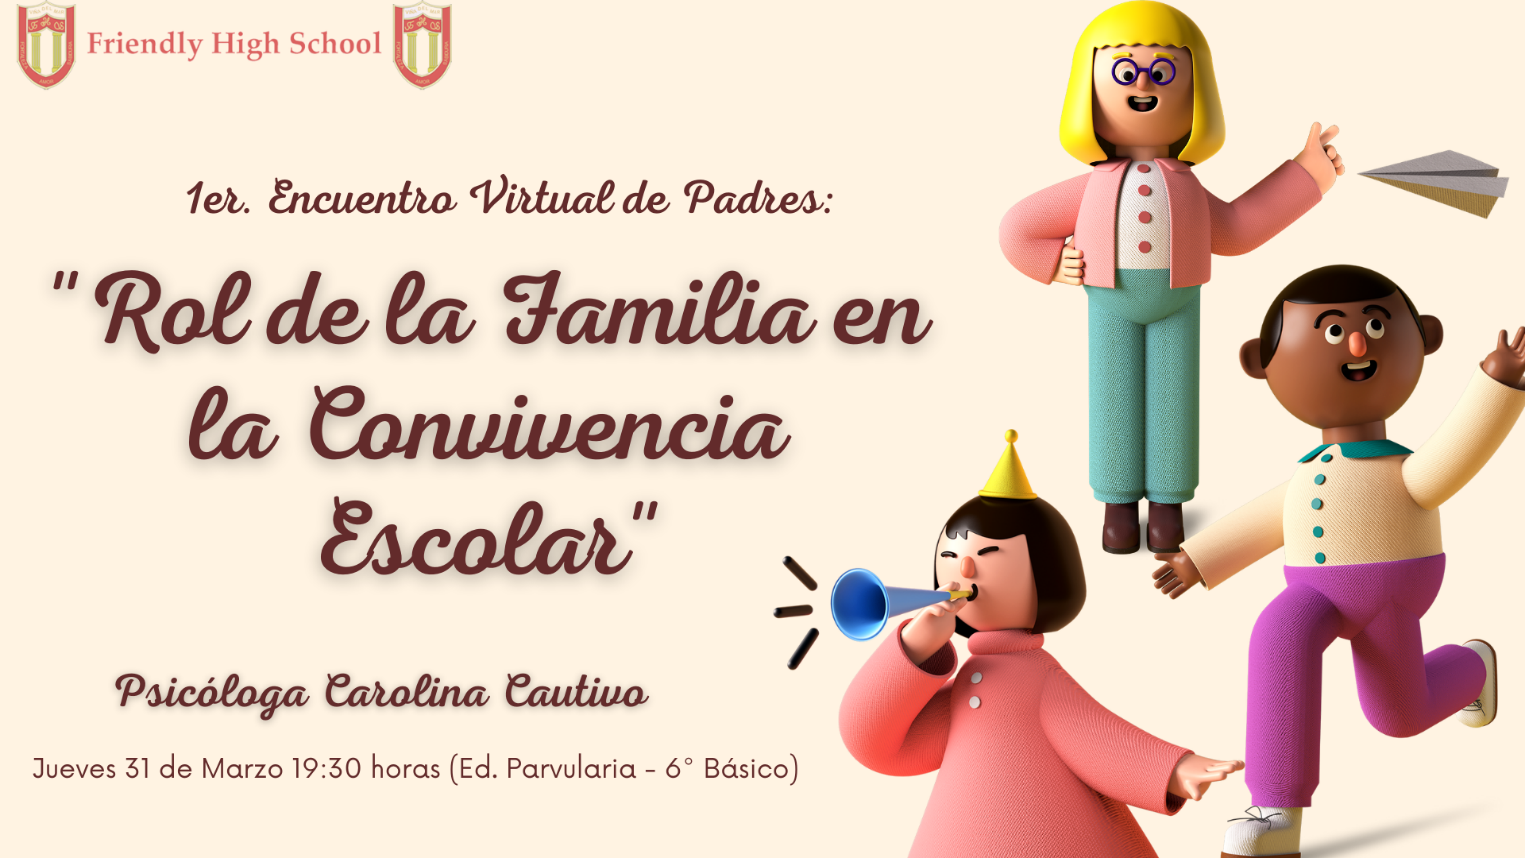 Friendly High School
1er. Encuentro Virtual de Padres:
"Rol de la Familia en
la Convivencia
Escolar"
Psicóloga Carolina Cautivo
Jueves 31 de Marzo 19:30 horas (Ed. Parvularia - 6° Básico)